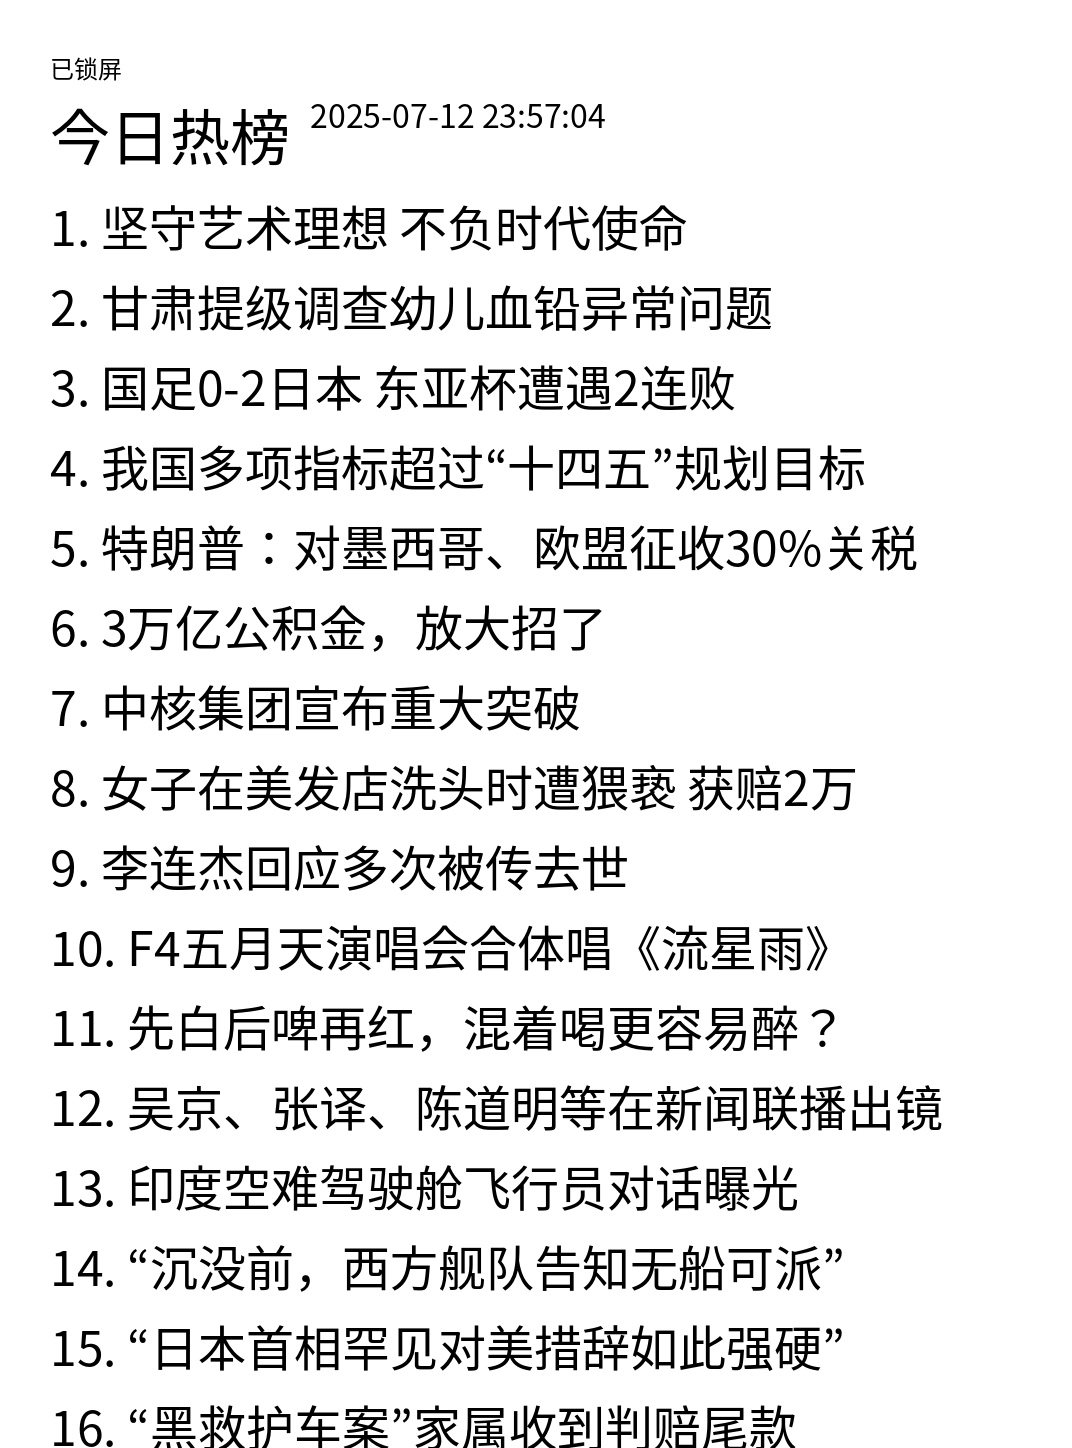 已锁屏
今日热榜 2025-07-12 23:57:04
1. 坚守艺术理想 不负时代使命
2. 甘肃提级调查幼儿血铅异常问题
3. 国足0-2日本 东亚杯遭遇2连败
4. 我国多项指标超过“十四五”规划目标
5. 特朗普：对墨西哥、欧盟征收30%关税
6. 3万亿公积金，放大招了
7. 中核集团宣布重大突破
8. 女子在美发店洗头时遭猥亵 获赔2万
9. 李连杰回应多次被传去世
10. F4五月天演唱会合体唱《流星雨》
11. 先白后啤再红，混着喝更容易醉？
12. 吴京、张译、陈道明等在新闻联播出镜
13. 印度空难驾驶舱飞行员对话曝光
14. “沉没前，西方舰队告知无船可派”
15. “日本首相罕见对美措辞如此强硬”
16. “黑救护车案”家属收到判赔尾款